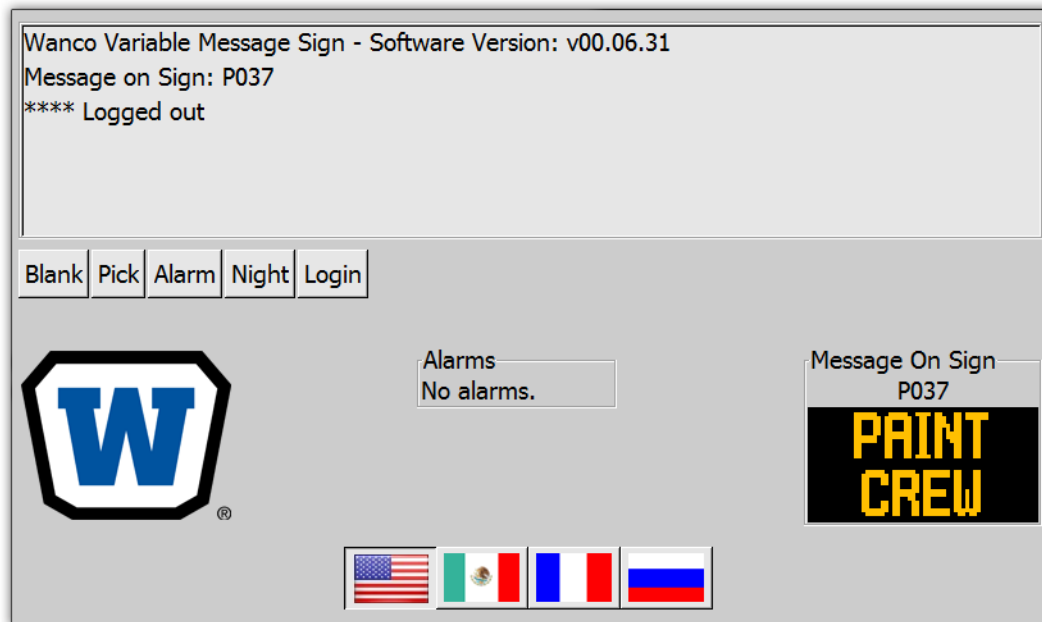 Wanco Variable Message Sign - Software Version: v00.06.31
Message on Sign: P037
**** Logged out
Blank Pick Alarm Night Login
Alarms
No alarms.
W
®
Message On Sign
P037
PAINT
CREW